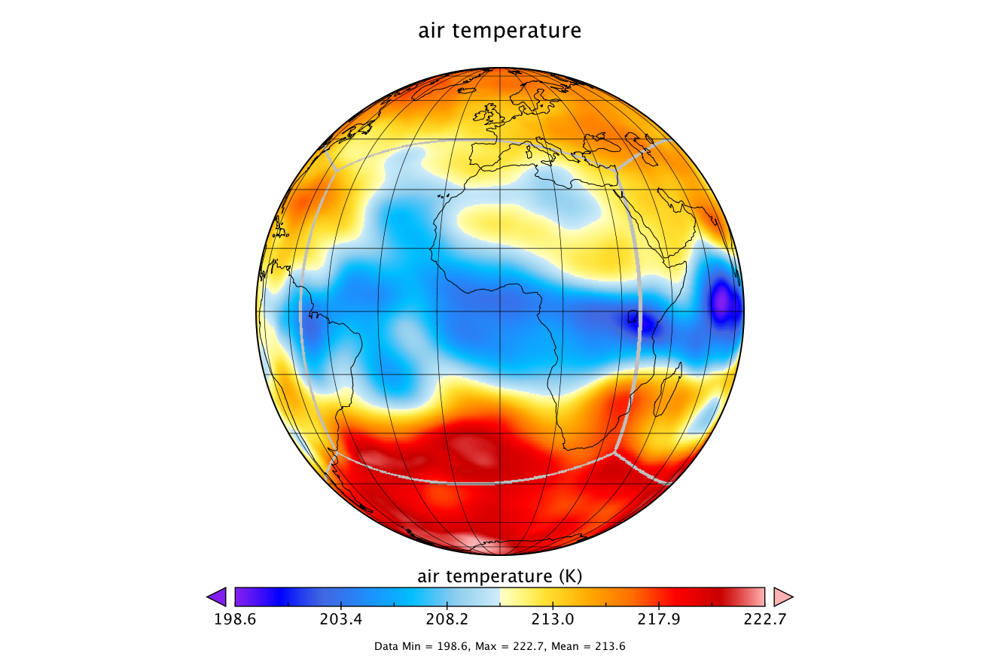 air temperature
air temperature (K)
198.6 203.4 208.2 213.0 217.9 222.7
Data Min = 198.6, Max = 222.7, Mean = 213.6